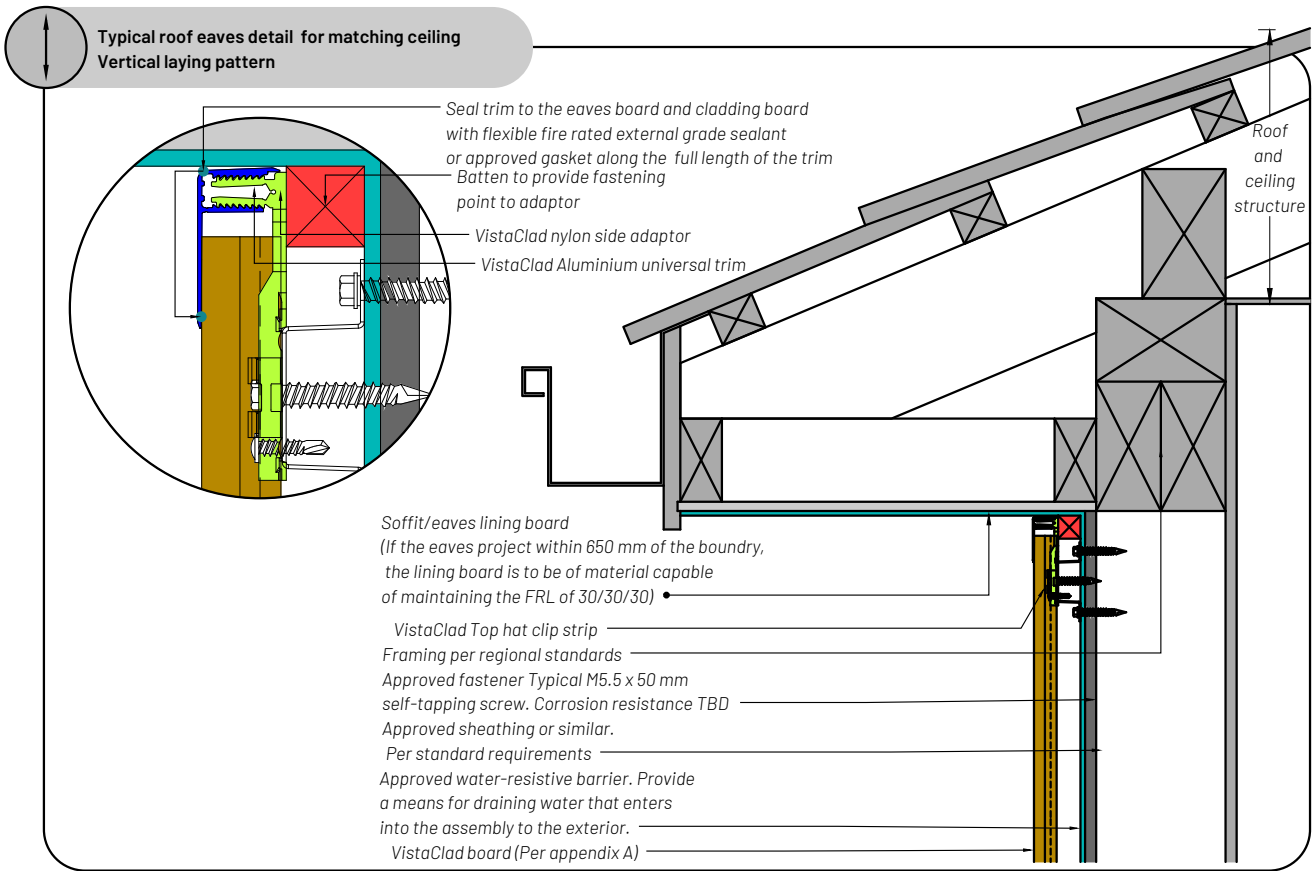 Typical roof eaves detail for matching ceiling
Vertical laying pattern
Seal trim to the eaves board and cladding board
with flexible fire rated external grade sealant
or approved gasket along the full length of the trim
Batten to provide fastening
point to adaptor
VistaClad nylon side adaptor
VistaClad Aluminium universal trim
Roof
and
ceiling
structure
Soffit/eaves lining board
(If the eaves project within 650 mm of the boundry,
the lining board is to be of material capable
of maintaining the FRL of 30/30/30)
VistaClad Top hat clip strip
Framing per regional standards
Approved fastener Typical M5.5 x 50 mm
self-tapping screw. Corrosion resistance TBD
Approved sheathing or similar.
Per standard requirements
Approved water-resistive barrier. Provide
a means for draining water that enters
into the assembly to the exterior.
VistaClad board (Per appendix A)